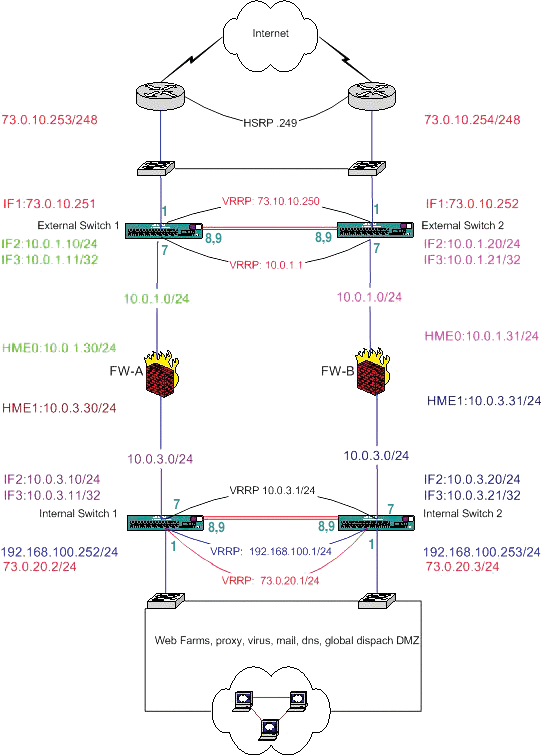 Internet
HSRP .249
73.0.10.253/248
73.0.10.254/248
IF1:73.0.10.251
1
VRRP: 73.10.10.250
1
IF1:73.0.10.252
External Switch 1
External Switch 2
8,9
8,9
IF2:10.0.1.10/24
IF3:10.0.1.11/32
7
VRRP: 10.0.1 1
7
IF2:10.0.1.20/24
IF3:10.0.1.21/32
10.0.1.0/24
10.0.1.0/24
HME0:10.0 1.30/24
HME0:10.0.1.31/24
FW-A
FW-B
HME1:10.0.3.30/24
HME1:10.0.3.31/24
10.0.3.0/24
10.0.3.0/24
IF2:10.0.3.10/24
IF3:10.0.3.11/32
7
VRRP 10.0.3.1/24
7
IF2:10.0.3.20/24
IF3:10.0.3.21/32
Internal Switch 1
Internal Switch 2
8,9
8,9
192.168.100.252/24
73.0.20.2/24
1
VRRP: 192.168.100.1/24
VRRP: 73.0.20.1/24
1
192.168.100.253/24
73.0.20.3/24
Web Farms, proxy, virus, mail, dns, global dispach DMZ